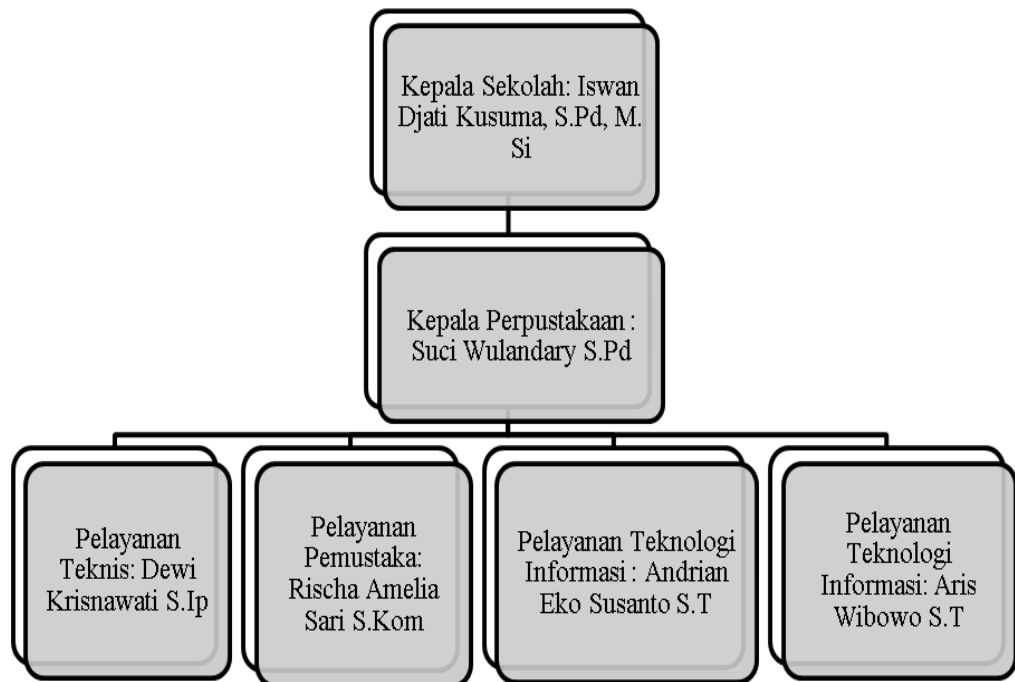 Kepala Sekolah: Iswan
Djati Kusuma, S.Pd, M.
Si
Kepala Perpustakaan :
Suci Wulandary S.Pd
Pelayanan
Teknis: Dewi
Krisnawati S.Ip
Pelayanan
Pemustaka:
Rischa Amelia
Sari S.Kom
Pelayanan Teknologi
Informasi : Andrian
Eko Susanto S.T
Pelayanan
Teknologi
Informasi: Aris
Wibowo S.T